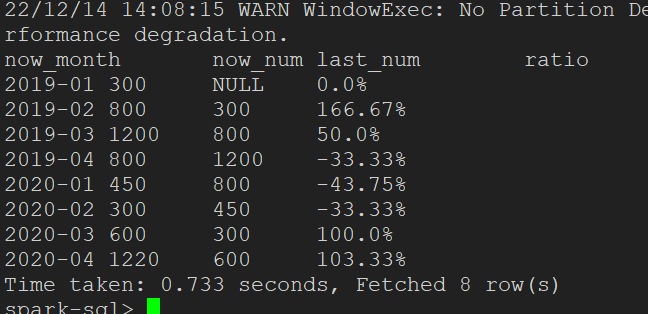 22/12/14 14:08:15 WARN WindowExec: No Partition De
rformance degradation.
now_month now_num last_num ratio
2019-01 300 NULL 0.0%
2019-02 800 300 166.67%
2019-03 1200 800 50.0%
2019-04 800 1200 -33.33%
2020-01 450 800 -43.75%
2020-02 300 450 -33.33%
2020-03 600 300 100.0%
2020-04 1220 600 103.33%
Time taken: 0.733 seconds, Fetched 8 row(s)
spark-sql>